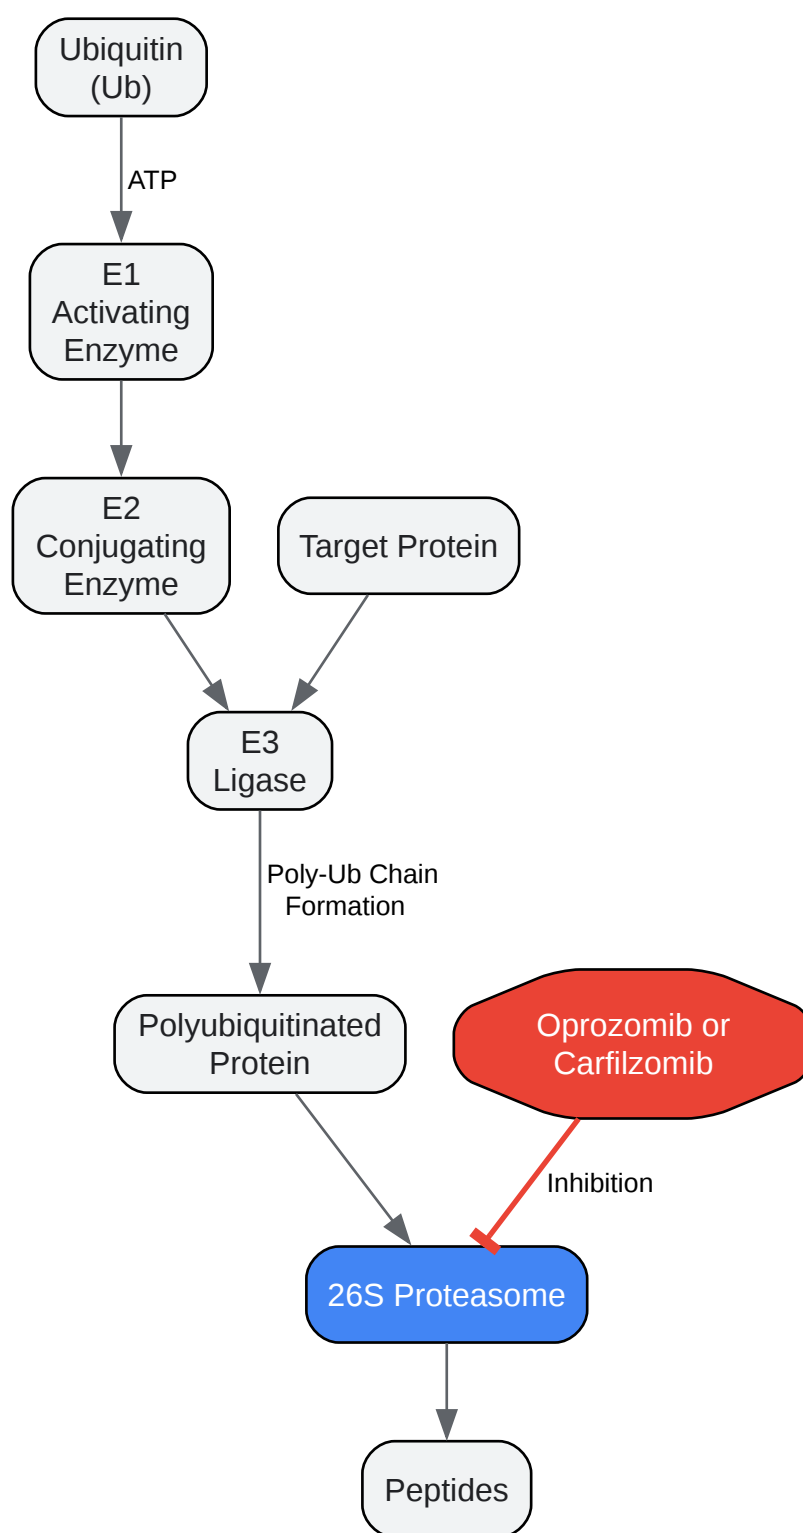 Ubiquitin
(Ub)
ATP
E1
Activating
Enzyme
E2
Conjugating
Enzyme
Target Protein
E3
Ligase
Poly-Ub Chain
Formation
Polyubiquitinated
Protein
Oprozomib or
Carfilzomib
Inhibition
26S Proteasome
Peptides